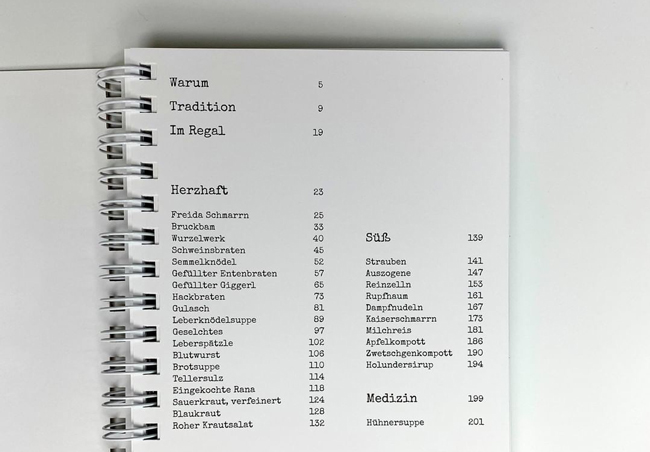 Warum 5
Tradition 9
Im Regal 19
Herzhaft 23
Freida Schmarrn 25
Bruckbam 33
Wurzelwerk 40
Schweinsbraten 45
Semmelknödel 52
Gefüllter Entenbraten 57
Gefüllter Giggerl 65
Hackbraten 73
Gulasch 81
Leberknödelsuppe 89
Geselchtes 97
Leberspätzle 102
Blutwurst 106
Brotsuppe 110
Tellersulz 114
Eingekochte Rana 118
Sauerkraut, verfeinert 124
Blaukraut 128
Roher Krautsalat 132
Süß 139
Strauben 141
Auszogene 147
Reinzelln 153
Rupfhaum 161
Dampfnudeln 167
Kaiserschmarrn 173
Milchreis 181
Apfelkompott 186
Zwetschgenkompott 190
Holundersirup 194
Medizin 199
Hühnersuppe 201